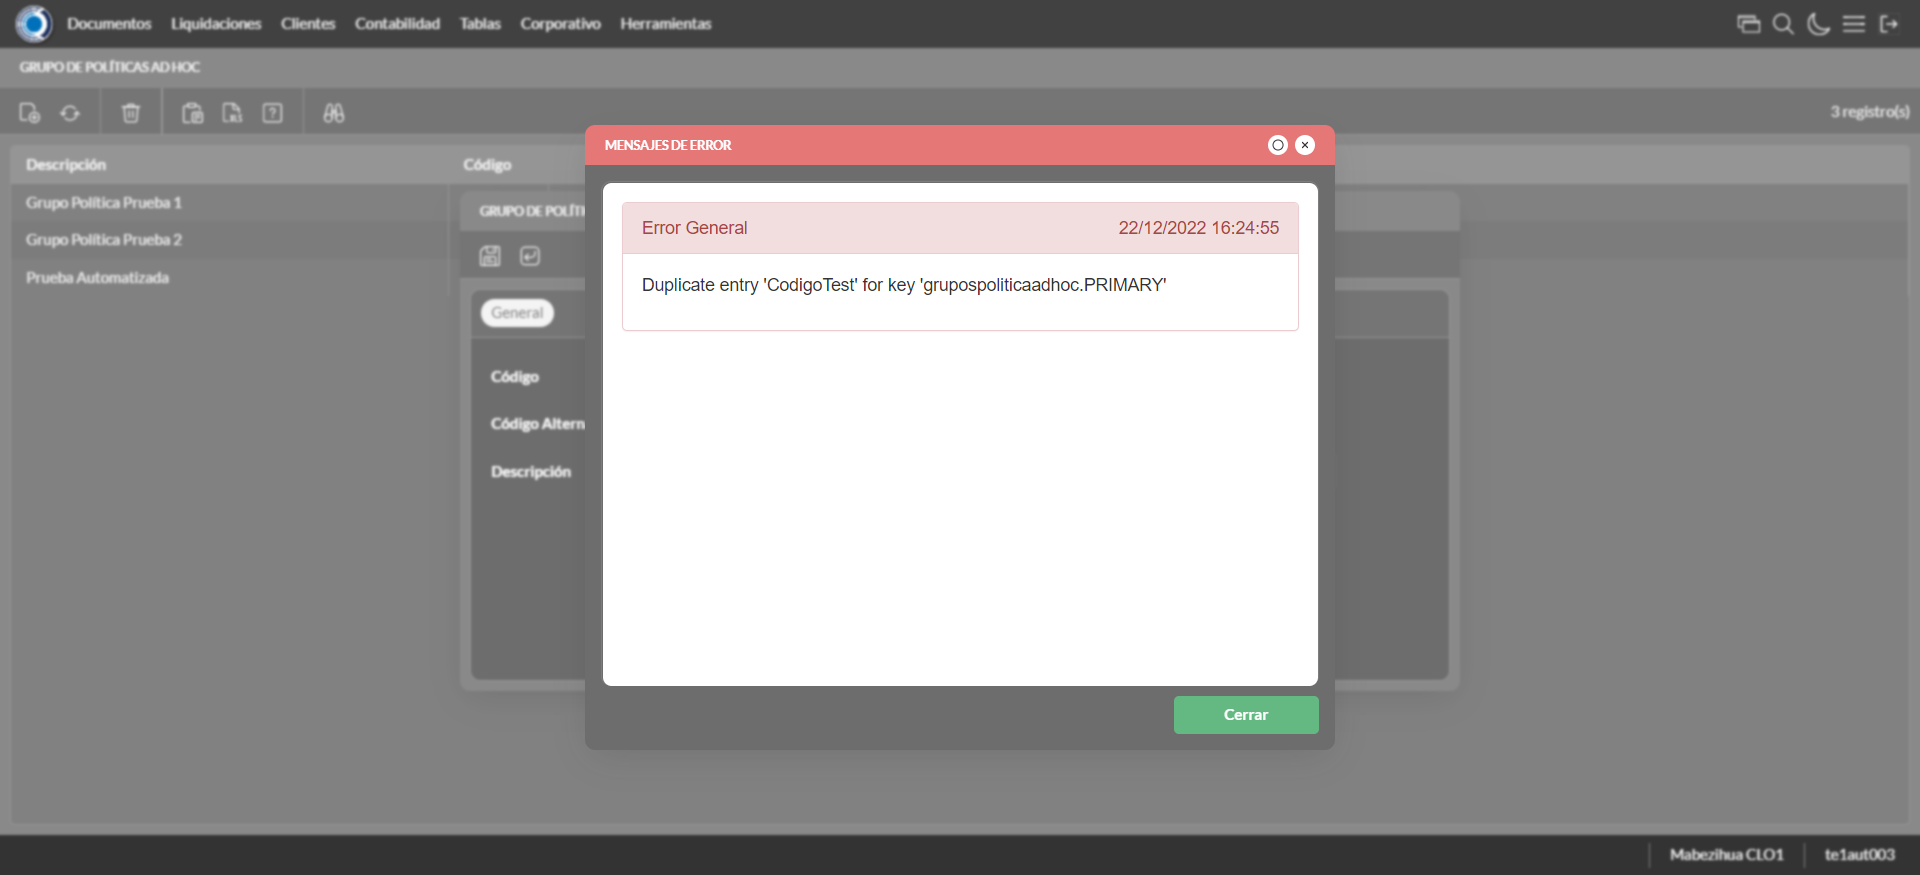 Documentos Liquidaciones Clientes Contabilidad Tablas Corporativo Herramientas
GRUPO DE POLÍTICAS AD HOC
3 registro(s)
Descripción Código
Grupo Política Prueba 1
Grupo Política Prueba 2
Prueba Automatizada
GRUPO DE POLÍTI
General
Código
Código Altern
Descripción
MENSAJES DE ERROR
Error General 22/12/2022 16:24:55
Duplicate entry 'CodigoTest' for key 'grupospoliticaadhoc.PRIMARY'
Cerrar
Mabezihua CLO1 te1aut003